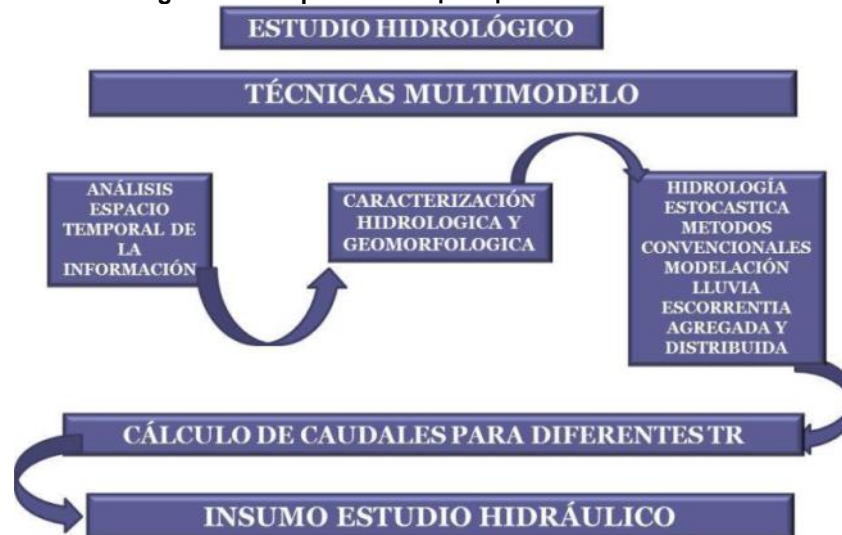 ESTUDIO HIDROLÓGICO
TÉCNICAS MULTIMODELO
ANÁLISIS
ESPACIO
TEMPORAL DE
LA
INFORMACIÓN
CARACTERIZACIÓN
HIDROLOGICA Y
GEOMORFOLOGICA
HIDROLOGÍA
ESTOCASTICA
METODOS
CONVENCIONALES
MODELACIÓN
LLUVIA
ESCORRENTIA
AGREGADA Y
DISTRIBUIDA
CÁLCULO DE CAUDALES PARA DIFERENTES TR
INSUMO ESTUDIO HIDRÁULICO